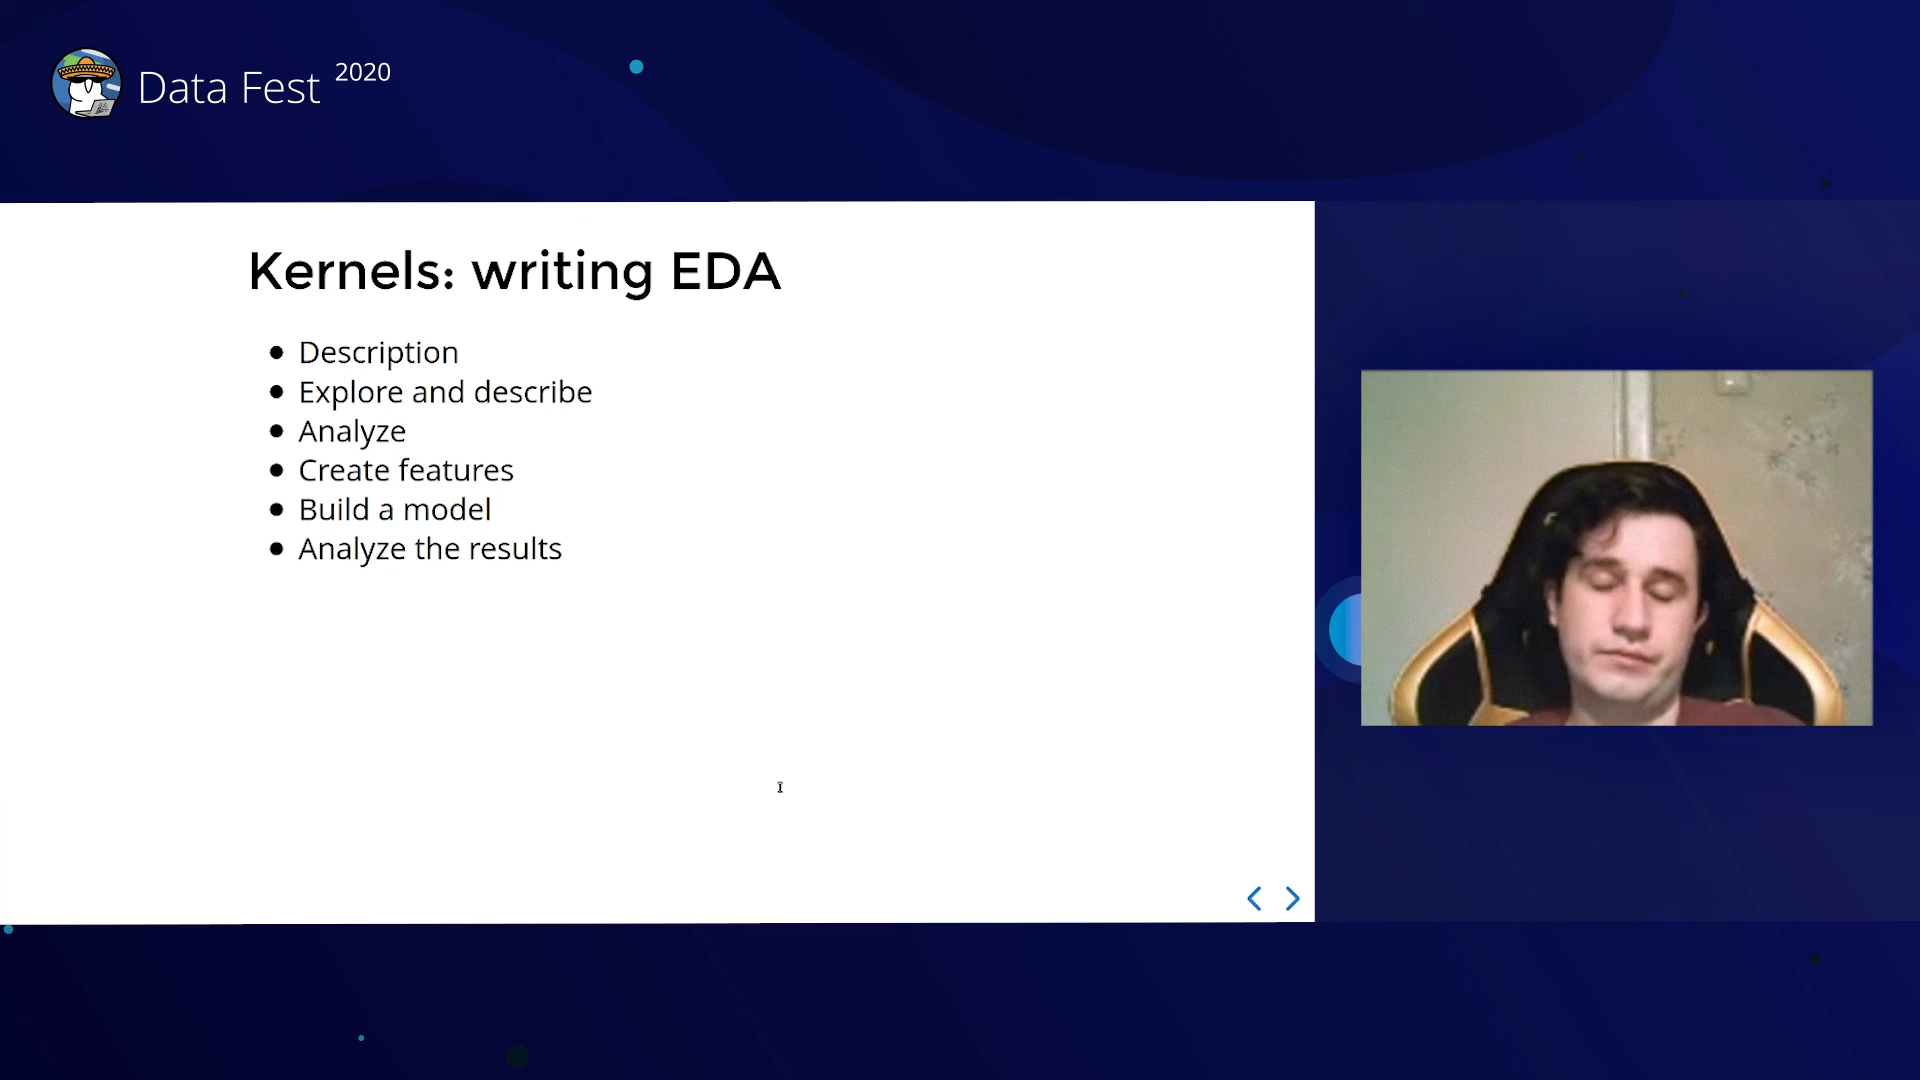 Data Fest 2020
Kernels: writing EDA
Description
Explore and describe
Analyze
Create features
Build a model
Analyze the results